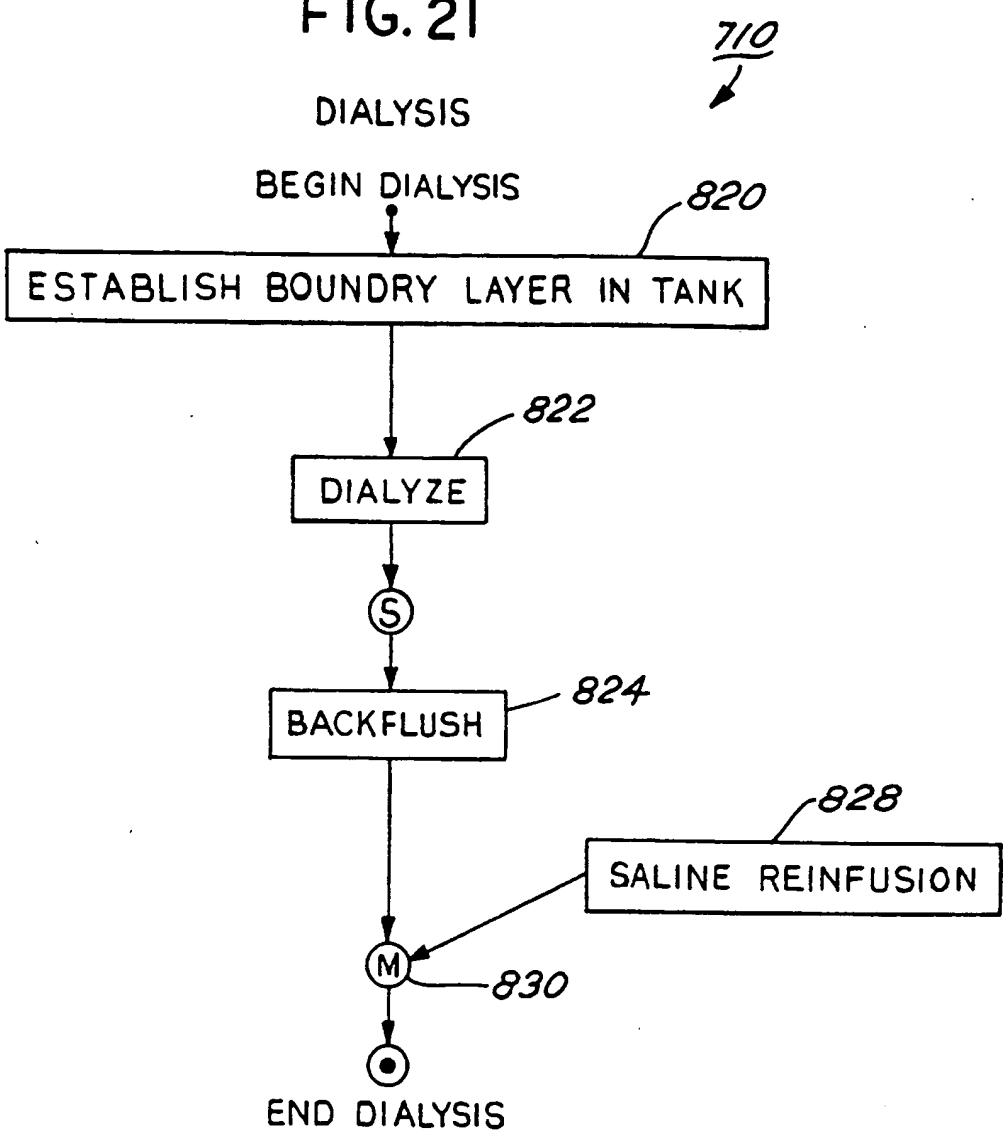 FIG. 21
710
DIALYSIS
BEGIN DIALYSIS
820
ESTABLISH BOUNDRY LAYER IN TANK
822
DIALYZE
S
824
BACKFLUSH
828
SALINE REINFUSION
M
830
END DIALYSIS